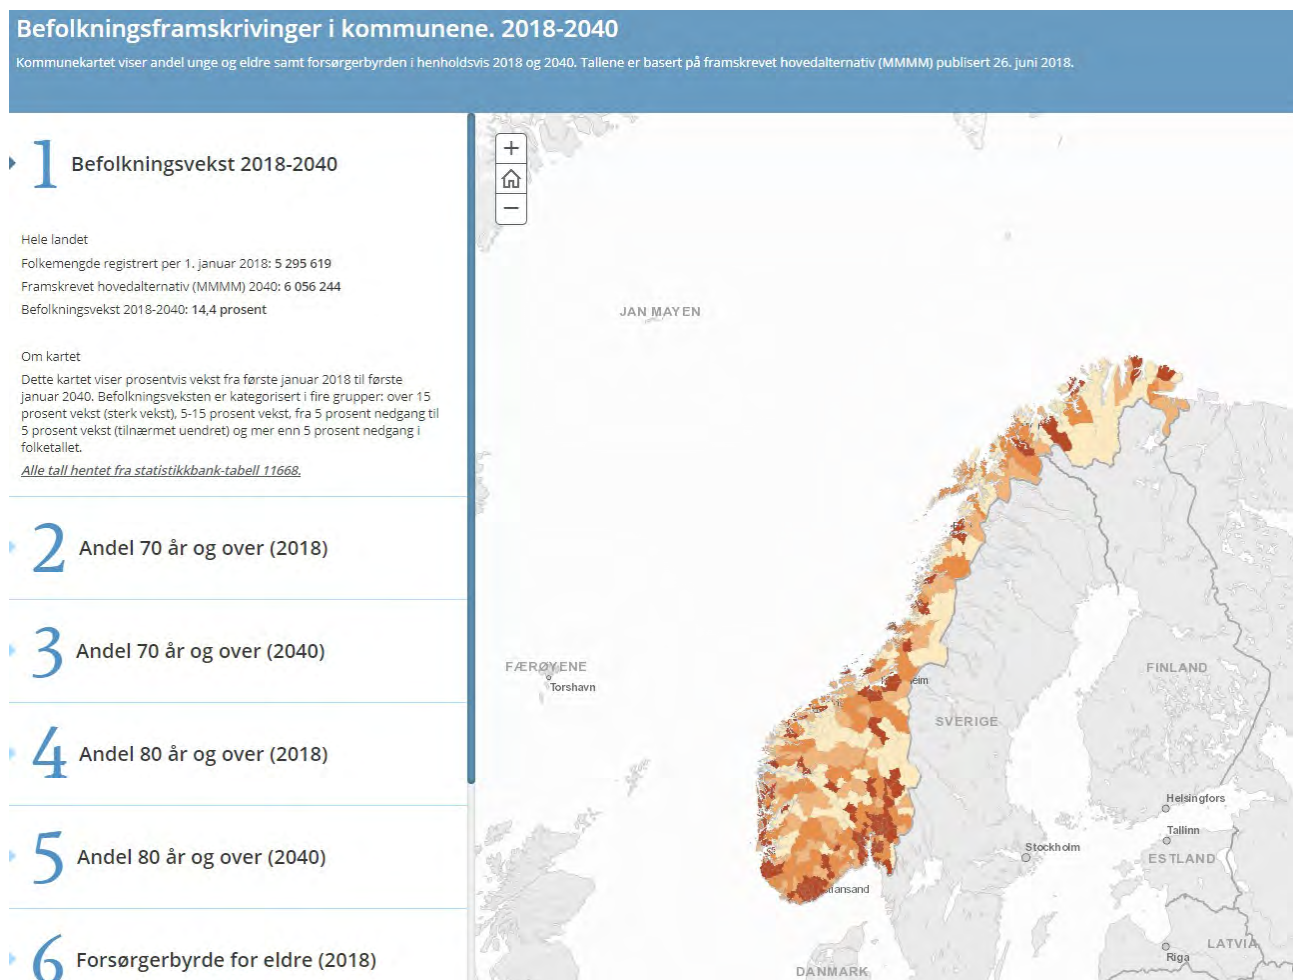 Befolkningsframskrivinger i kommunene. 2018-2040
Kommunekartet viser andel unge og eldre samt forsørgerbyrden i henholdsvis 2018 og 2040. Tallene er basert på framskrevet hovedalternativ (MMMM) publisert 26. juni 2018.
1 Befolkningsvekst 2018-2040
Hele landet
Folkemengde registrert per 1. januar 2018: 5 295 619
Framskrevet hovedalternativ (MMMM) 2040: 6 056 244
Befolkningsvekst 2018-2040: 14,4 prosent
Om kartet
Dette kartet viser prosentvis vekst fra første januar 2018 til første
januar 2040. Befolkningsveksten er kategorisert i fire grupper: over 15
prosent vekst (sterk vekst), 5-15 prosent vekst, fra 5 prosent nedgang til
5 prosent vekst (tilnærmet uendret) og mer enn 5 prosent nedgang i
folketallet.
Alle tall hentet fra statistikkbank-tabell 11668.
2 Andel 70 år og over (2018)
3 Andel 70 år og over (2040)
4 Andel 80 år og over (2018)
5 Andel 80 år og over (2040)
6 Forsørgerbyrde for eldre (2018)
+
−
JAN MAYEN
FÆRØYENE
Torshavn
SVERIGE
FINLAND
Helsingfors
Tallinn
ESTLAND
Stockholm
Riga
LATVIA
DANMARK